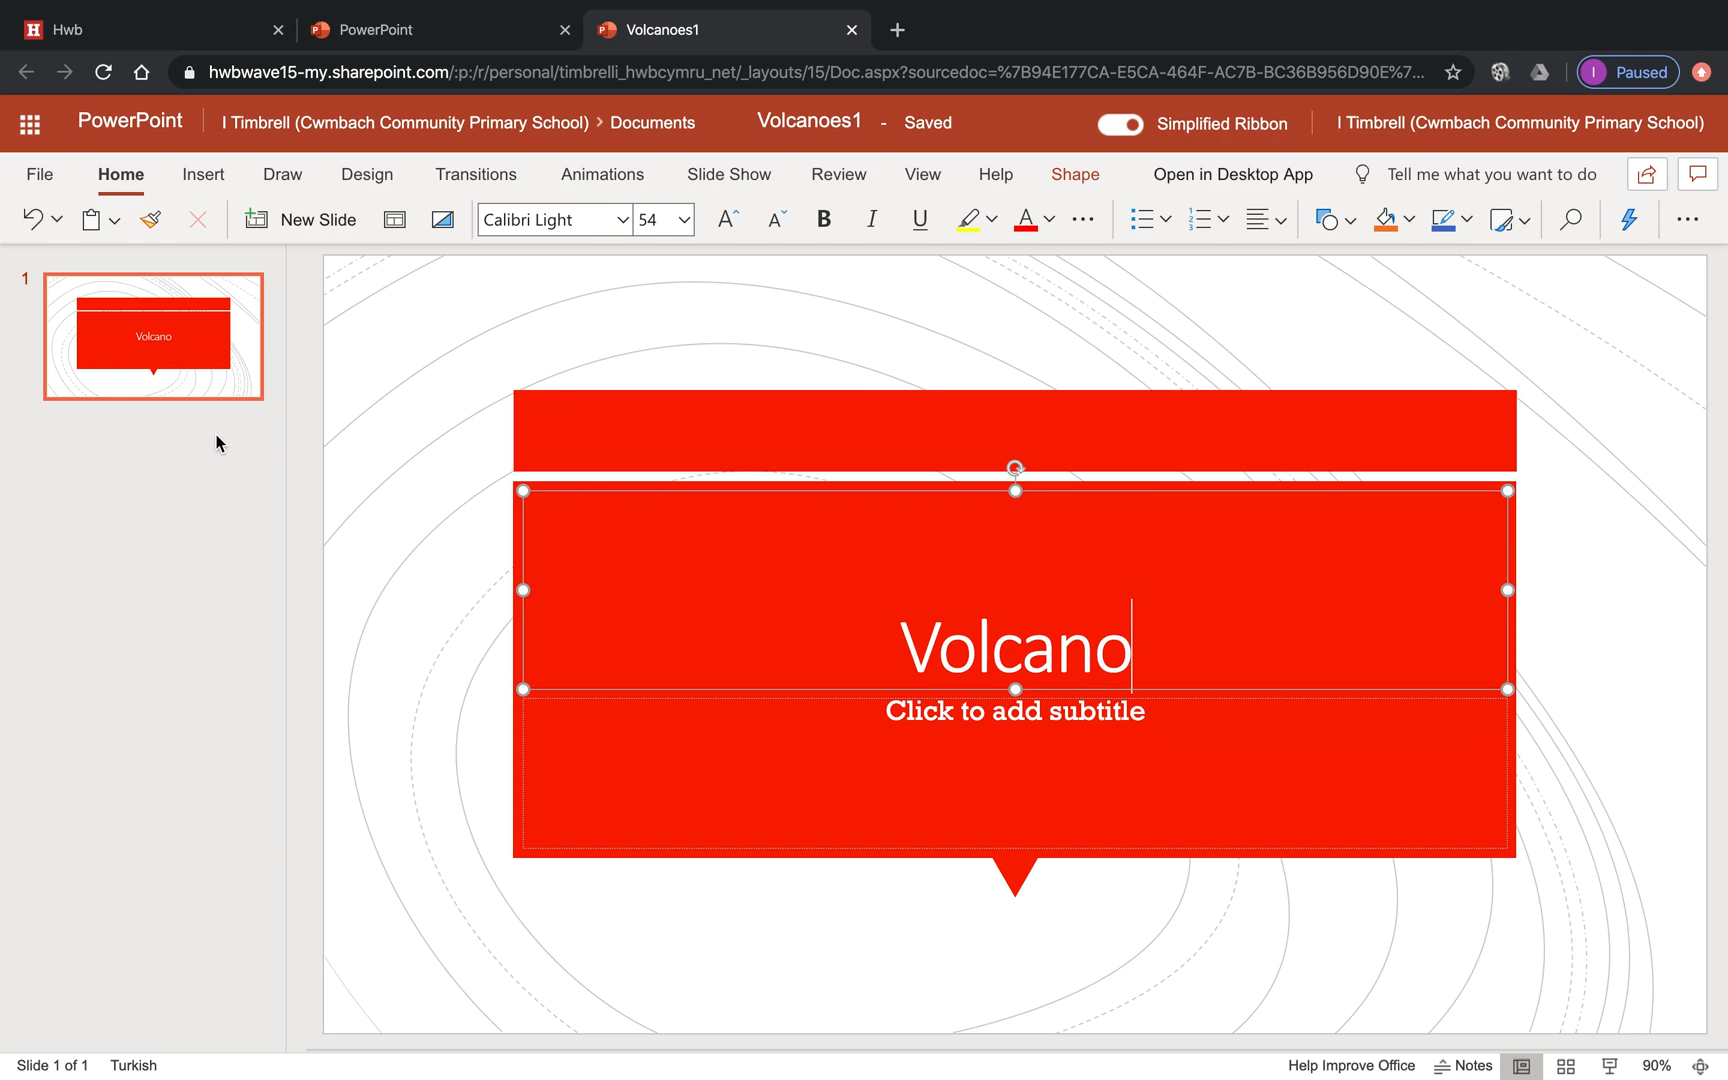 Hwb
PowerPoint
Volcanoes1
hwbwave15-my.sharepoint.com/:p:/r/personal/timbrelli_hwbcymru_net/_layouts/15/Doc.aspx?sourcedoc=%7B94E177CA-E5CA-464F-AC7B-BC36B956D90E%7...
I Paused
PowerPoint
I Timbrell (Cwmbach Community Primary School) > Documents
Volcanoes1 - Saved
Simplified Ribbon
I Timbrell (Cwmbach Community Primary School)
File Home Insert Draw Design Transitions Animations Slide Show Review View Help Shape Open in Desktop App Tell me what you want to do
New Slide Calibri Light 54
1
Volcano
Volcano
Click to add subtitle
Slide 1 of 1 Turkish Help Improve Office Notes 90%